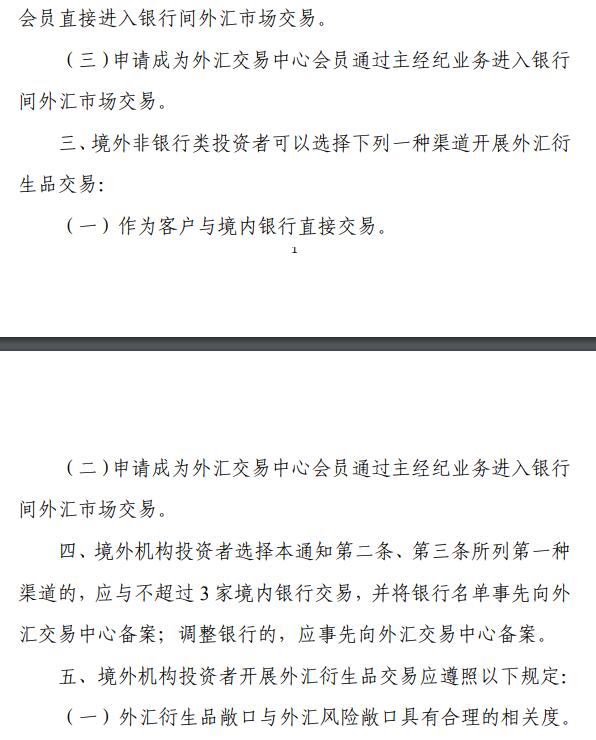 会员直接进入银行间外汇市场交易。
（三）申请成为外汇交易中心会员通过主经纪业务进入银行
间外汇市场交易。
三、境外非银行类投资者可以选择下列一种渠道开展外汇衍
生品交易：
（一）作为客户与境内银行直接交易。
1
（二）申请成为外汇交易中心会员通过主经纪业务进入银行
间外汇市场交易。
四、境外机构投资者选择本通知第二条、第三条所列第一种
渠道的，应与不超过 3 家境内银行交易，并将银行名单事先向外
汇交易中心备案；调整银行的，应事先向外汇交易中心备案。
五、境外机构投资者开展外汇衍生品交易应遵照以下规定：
（一）外汇衍生品敞口与外汇风险敞口具有合理的相关度。